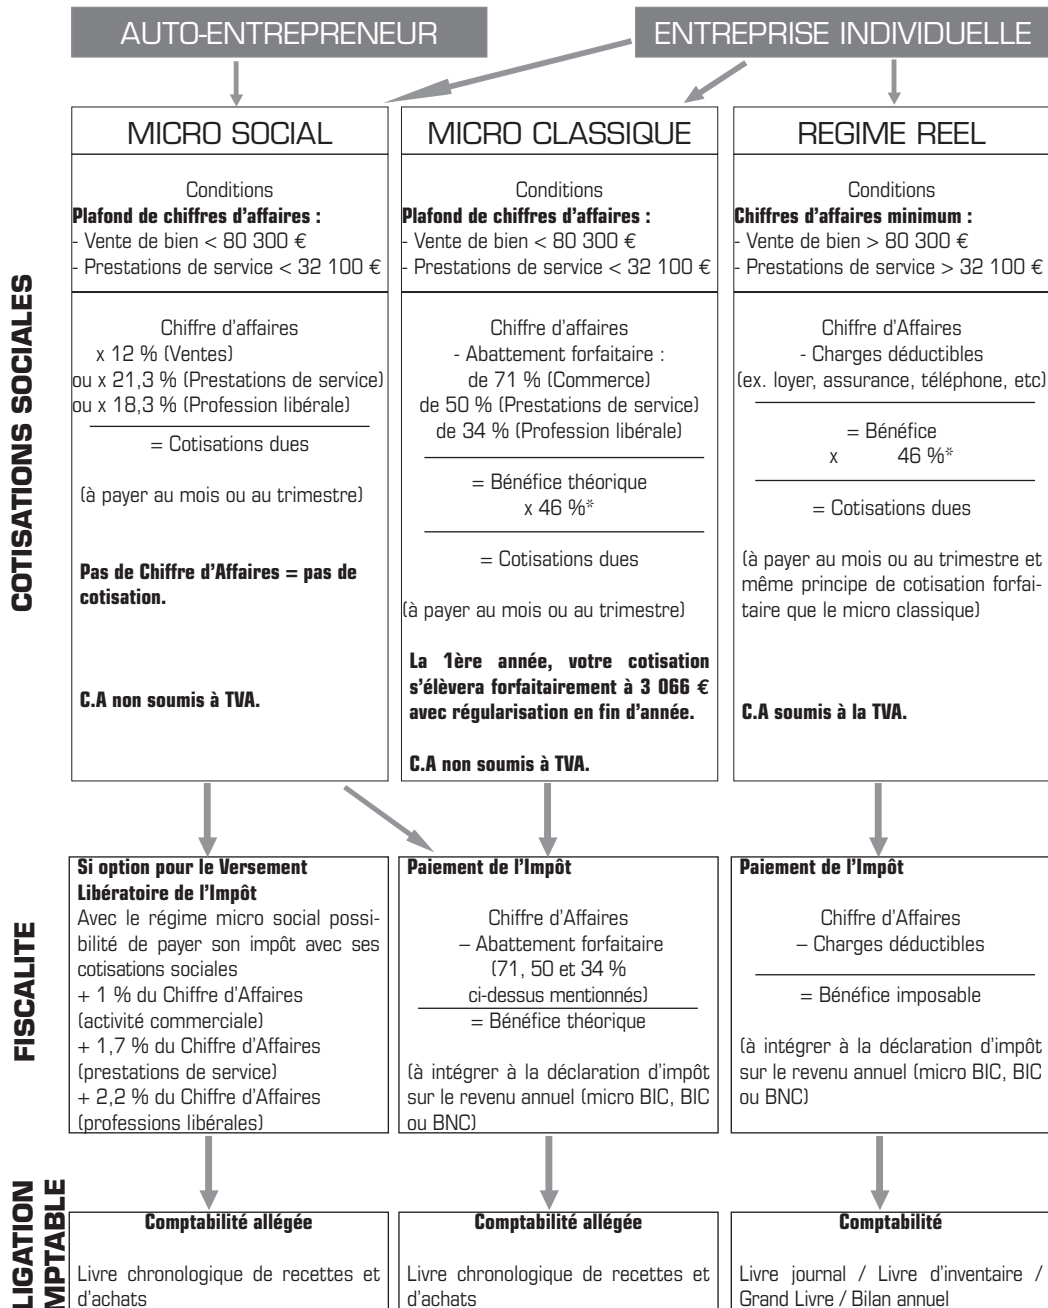 AUTO-ENTREPRENEUR
ENTREPRISE INDIVIDUELLE
COTISATIONS SOCIALES
MICRO SOCIAL
Conditions
Plafond de chiffres d'affaires :
- Vente de bien < 80 300 €
- Prestations de service < 32 100 €
Chiffre d'affaires
x 12 % (Ventes)
ou x 21,3 % (Prestations de service)
ou x 18,3 % (Profession libérale)
= Cotisations dues
(à payer au mois ou au trimestre)
Pas de Chiffre d'Affaires = pas de
cotisation.
C.A non soumis à TVA.
MICRO CLASSIQUE
Conditions
Plafond de chiffres d'affaires :
- Vente de bien < 80 300 €
- Prestations de service < 32 100 €
Chiffre d'affaires
- Abattement forfaitaire :
de 71 % (Commerce)
de 50 % (Prestations de service)
de 34 % (Profession libérale)
= Bénéfice théorique
x 46 %*
= Cotisations dues
(à payer au mois ou au trimestre)
La 1ère année, votre cotisation
s'élèvera forfaitairement à 3 066 €
avec régularisation en fin d'année.
C.A non soumis à TVA.
REGIME REEL
Conditions
Chiffres d'affaires minimum :
- Vente de bien > 80 300 €
- Prestations de service > 32 100 €
Chiffre d'Affaires
- Charges déductibles
(ex. loyer, assurance, téléphone, etc)
= Bénéfice
x 46 %*
= Cotisations dues
(à payer au mois ou au trimestre et
même principe de cotisation forfai-
taire que le micro classique)
C.A soumis à la TVA.
FISCALITE
Si option pour le Versement
Libératoire de l'Impôt
Avec le régime micro social possi-
bilité de payer son impôt avec ses
cotisations sociales
+ 1 % du Chiffre d'Affaires
(activité commerciale)
+ 1,7 % du Chiffre d'Affaires
(prestations de service)
+ 2,2 % du Chiffre d'Affaires
(professions libérales)
Paiement de l'Impôt
Chiffre d'Affaires
– Abattement forfaitaire
(71, 50 et 34 %
ci-dessus mentionnés)
= Bénéfice théorique
(à intégrer à la déclaration d'impôt
sur le revenu annuel (micro BIC, BIC
ou BNC)
Paiement de l'Impôt
Chiffre d'Affaires
– Charges déductibles
= Bénéfice imposable
(à intégrer à la déclaration d'impôt
sur le revenu annuel (micro BIC, BIC
ou BNC)
LIGATION
MPTABLE
Comptabilité allégée
Livre chronologique de recettes et
d'achats
Comptabilité allégée
Livre chronologique de recettes et
d'achats
Comptabilité
Livre journal / Livre d'inventaire /
Grand Livre / Bilan annuel